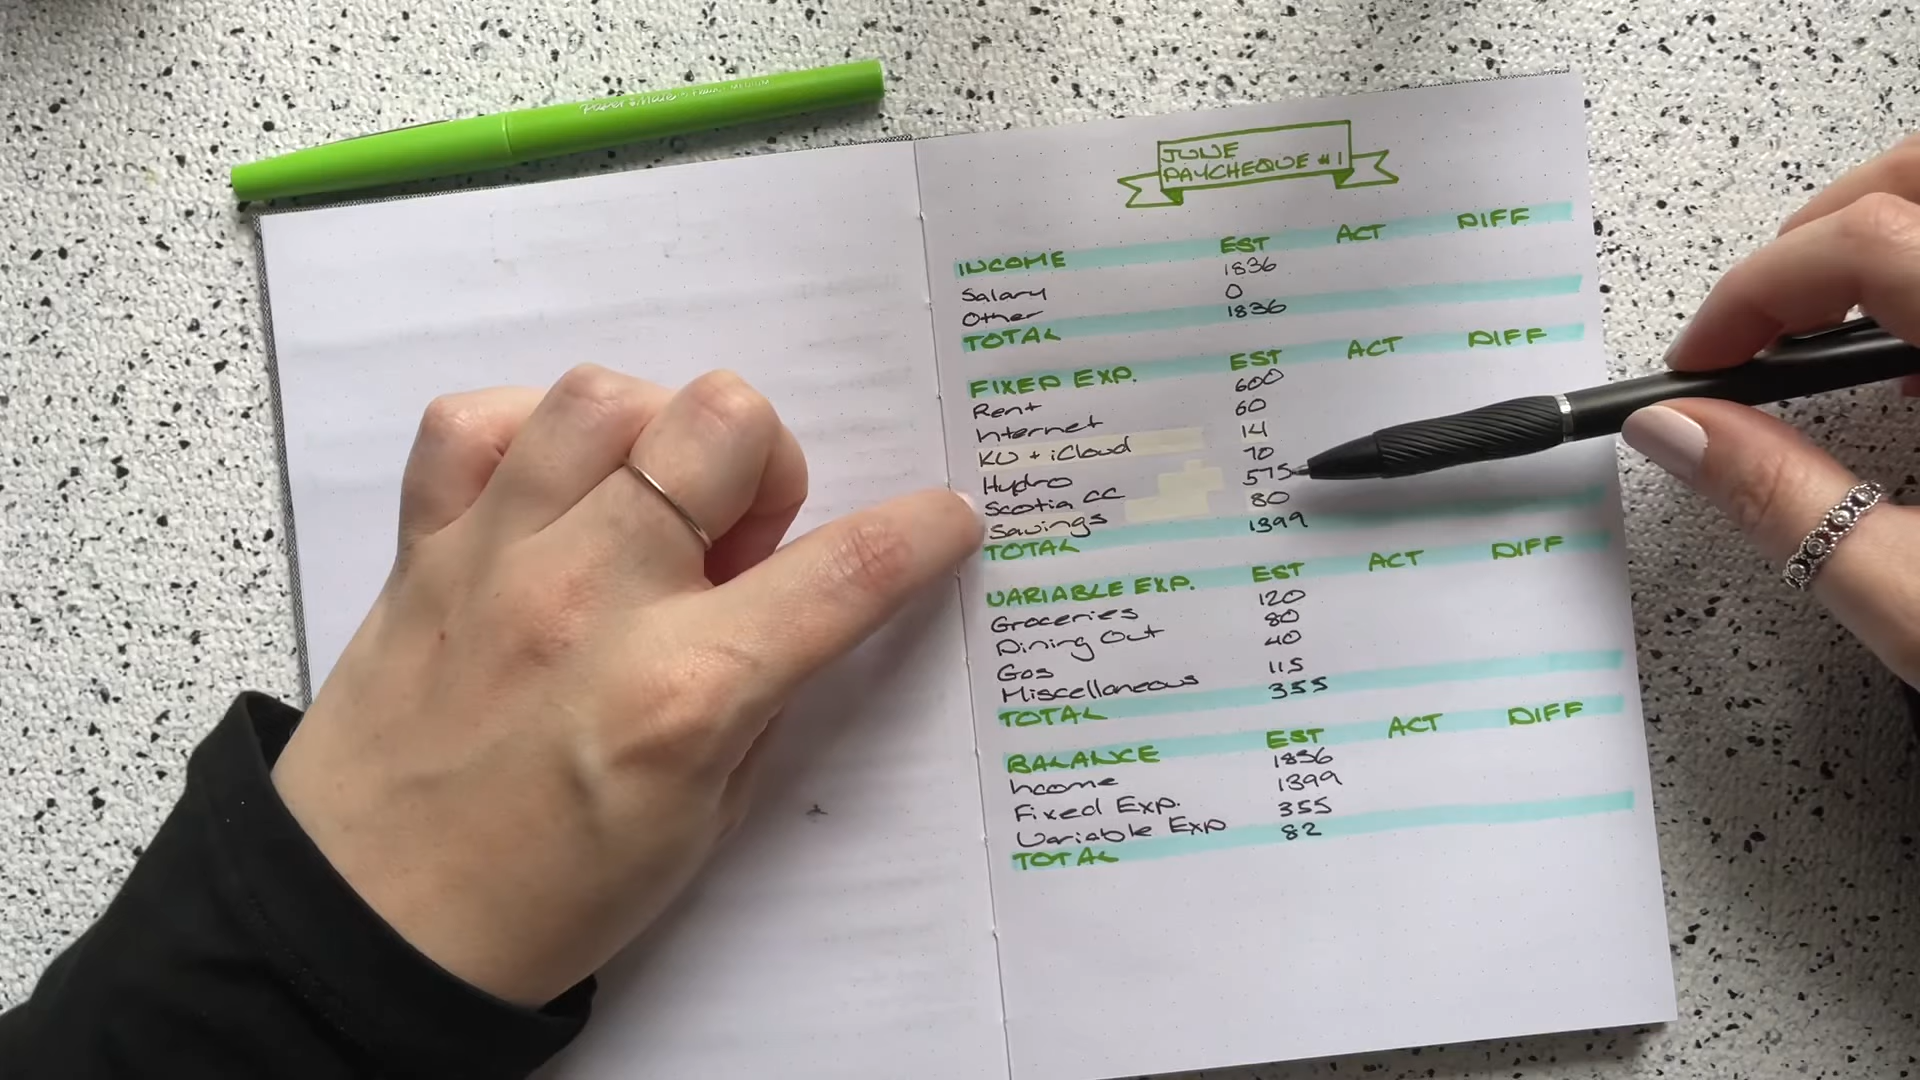 Paper Mate
JUNE
PAYCHEQUE #1
INCOME EST ACT DIFF
Salary 1836
Other 0
TOTAL 1836
FIXED EXP. EST ACT DIFF
Rent 600
Internet 60
KU + iCloud 14
Hydro 70
Scotia CC 575
Savings 80
TOTAL 1399
VARIABLE EXP. EST ACT DIFF
Groceries 120
Dining Out 80
Gas 40
Miscellaneous 115
TOTAL 355
BALANCE EST ACT DIFF
Income 1836
Fixed Exp. 1399
Variable Exp 355
TOTAL 82